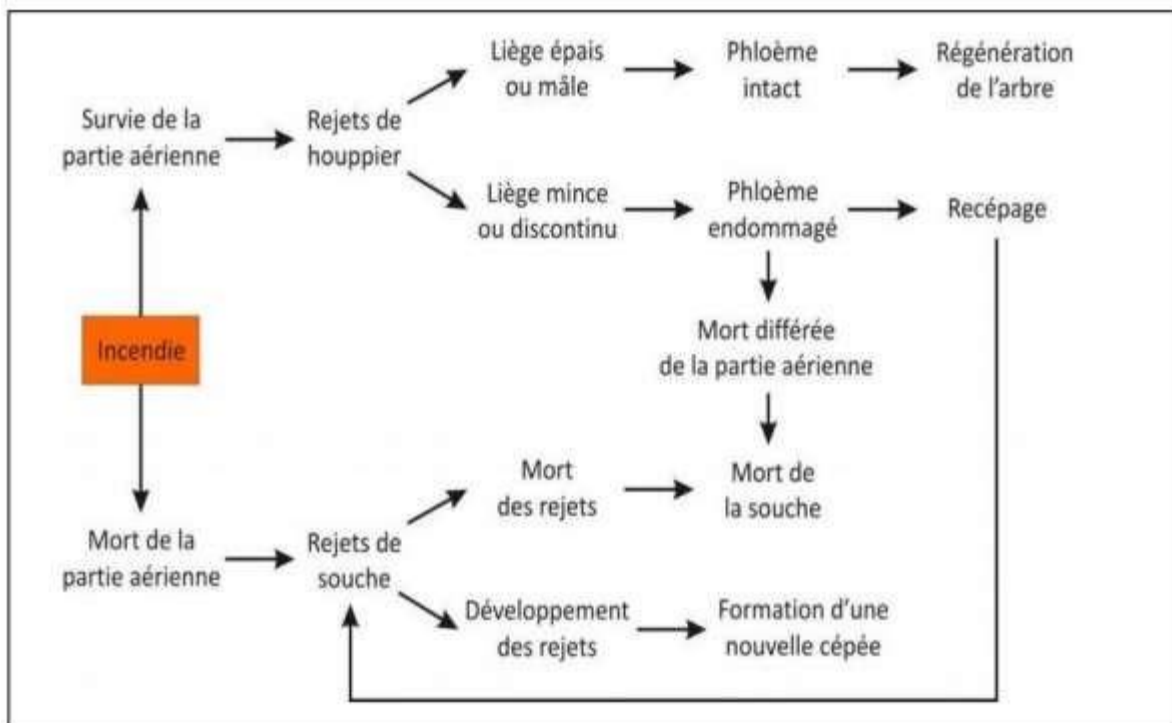 Liège épais
ou mâle
Phloème
intact
Régénération
de l'arbre
Survie de la
partie aérienne
Rejets de
houppier
Liège mince
ou discontinu
Phloème
endommagé
Recépage
Incendie
Mort différée
de la partie aérienne
Mort
des rejets
Mort de
la souche
Mort de la
partie aérienne
Rejets de
souche
Développement
des rejets
Formation d'une
nouvelle cépée